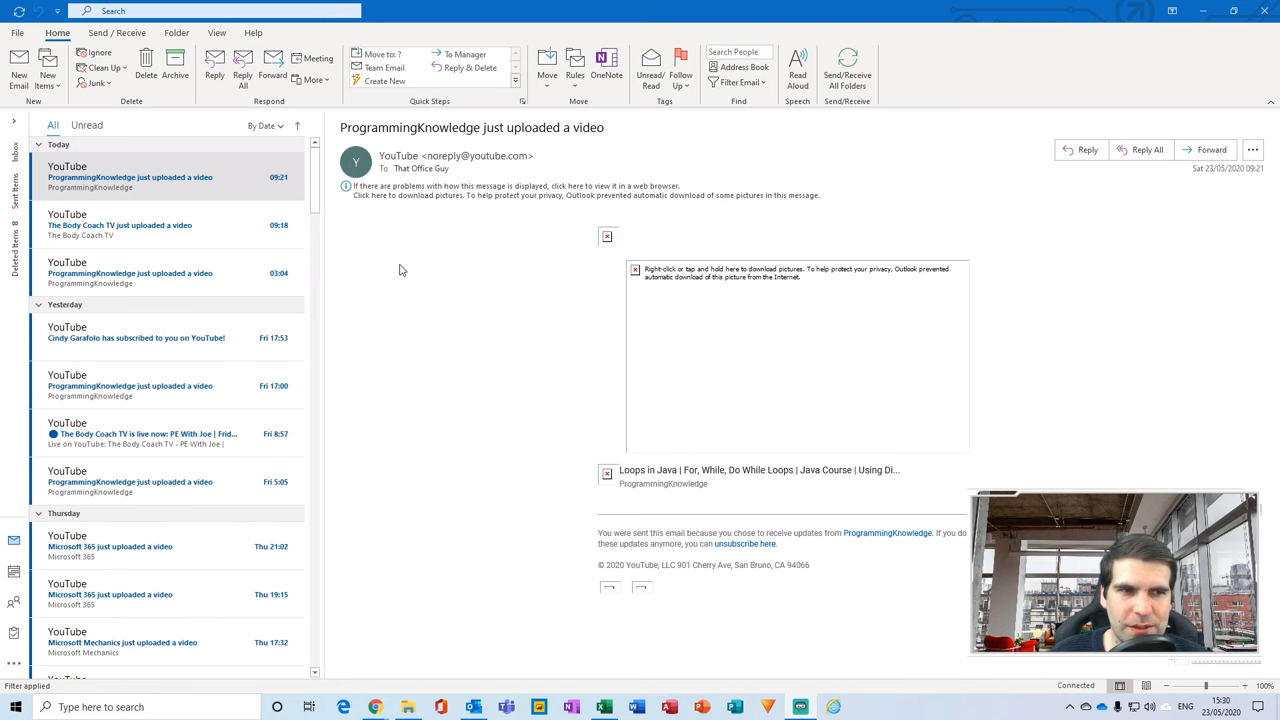 Search
File Home Send / Receive Folder View Help
New Email
New Items
New
Ignore
Clean Up
Junk
Delete
Archive
Delete
Reply
Reply All
Forward
Meeting
More
Respond
Move to: ?
Team Email
Create New
To Manager
Reply & Delete
Quick Steps
Move
Rules
OneNote
Move
Unread/ Read
Follow Up
Tags
Search People
Address Book
Filter Email
Find
Read Aloud
Speech
Send/Receive All Folders
Send/Receive
Inbox
Sent Items
Deleted Items 8
All Unread By Date
Today
YouTube
ProgrammingKnowledge just uploaded a video 09:21
ProgrammingKnowledge
YouTube
The Body Coach TV just uploaded a video 09:18
The Body Coach TV
YouTube
ProgrammingKnowledge just uploaded a video 03:04
ProgrammingKnowledge
Yesterday
YouTube
Cindy Garafolo has subscribed to you on YouTube! Fri 17:53
YouTube
ProgrammingKnowledge just uploaded a video Fri 17:00
ProgrammingKnowledge
YouTube
The Body Coach TV is live now: PE With Joe | Frid... Fri 8:57
Live on YouTube: The Body Coach TV - PE With Joe |
YouTube
ProgrammingKnowledge just uploaded a video Fri 5:05
ProgrammingKnowledge
Thursday
YouTube
Microsoft 365 just uploaded a video Thu 21:02
Microsoft 365
YouTube
Microsoft 365 just uploaded a video Thu 19:15
Microsoft 365
YouTube
Microsoft Mechanics just uploaded a video Thu 17:32
Microsoft Mechanics
ProgrammingKnowledge just uploaded a video
Y
YouTube <noreply@youtube.com>
To That Office Guy
Reply Reply All Forward
Sat 23/05/2020 09:21
If there are problems with how this message is displayed, click here to view it in a web browser.
Click here to download pictures. To help protect your privacy, Outlook prevented automatic download of some pictures in this message.
Right-click or tap and hold here to download pictures. To help protect your privacy, Outlook prevented
automatic download of this picture from the Internet.
Loops in Java | For, While, Do While Loops | Java Course | Using Di...
ProgrammingKnowledge
You were sent this email because you chose to receive updates from ProgrammingKnowledge. If you do
these updates anymore, you can unsubscribe here.
© 2020 YouTube, LLC 901 Cherry Ave, San Bruno, CA 94066
Filter applied
Connected
100%
Type here to search
15:30
23/05/2020